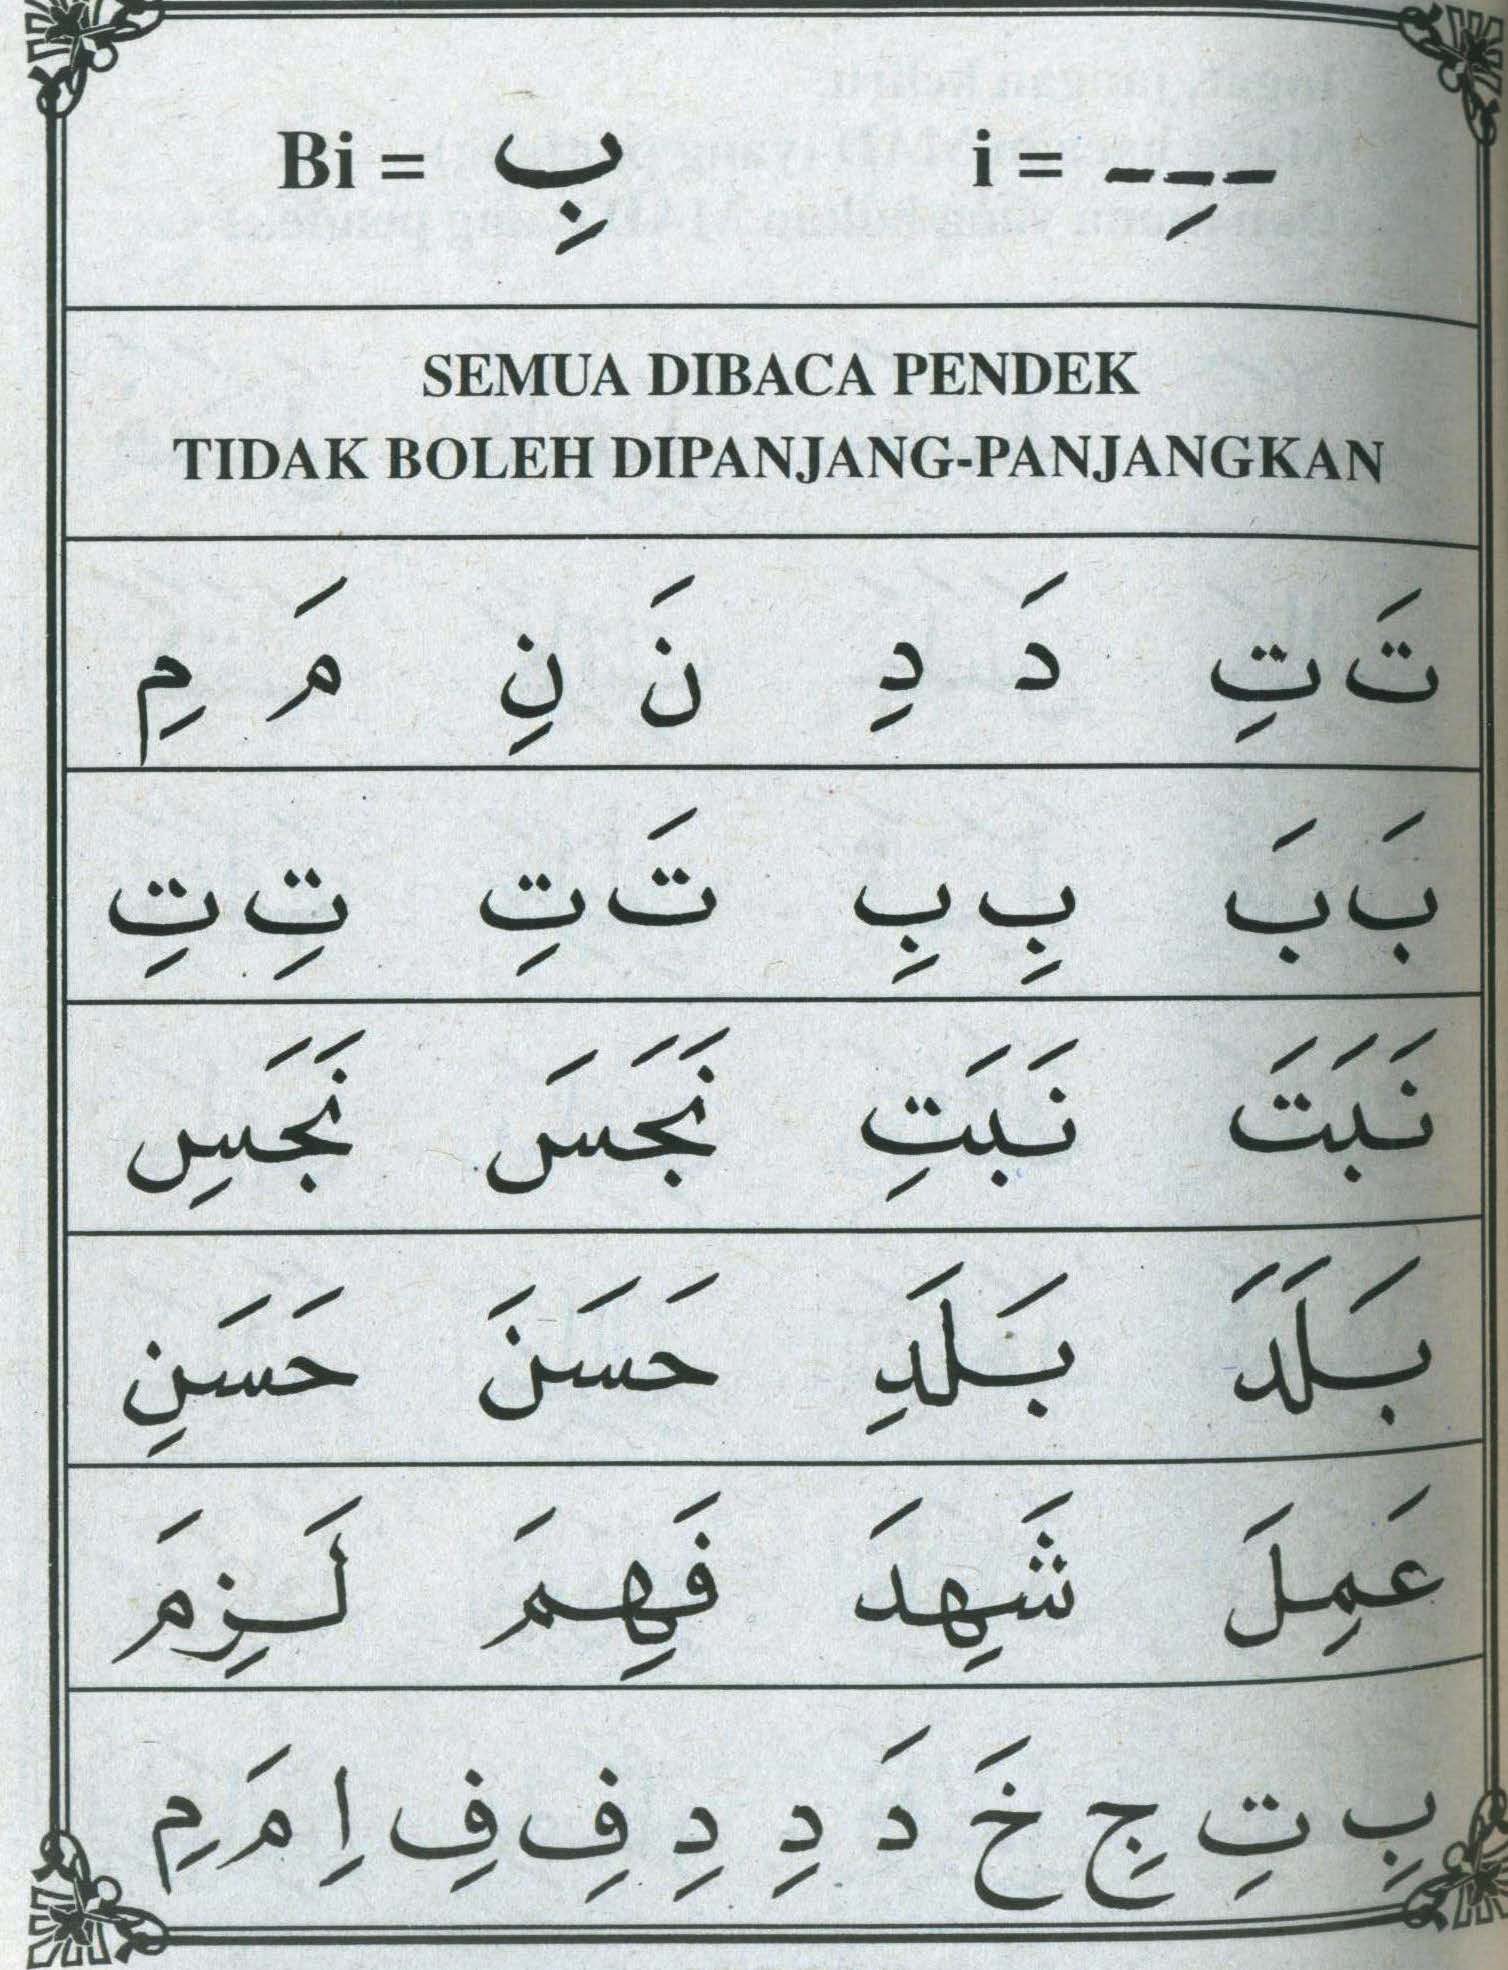 Bi = بِ i = --ِ-
SEMUA DIBACA PENDEK
TIDAK BOLEH DIPANJANG-PANJANGKAN
تَ تِ دَ دِ نَ نِ مَ مِ
بَ بَ بِ بِ تَ تِ تِ تِ
نَبَتَ نَبَتِ نَجَسَ نَجَسِ
بَلَدَ بَلَدِ حَسَنَ حَسَنِ
عَمِلَ شَهِدَ فَهِمَ لَزِمَ
بِ تِ جِ خَ دَ دِ دِ فِ فِ اِ مَ مِ